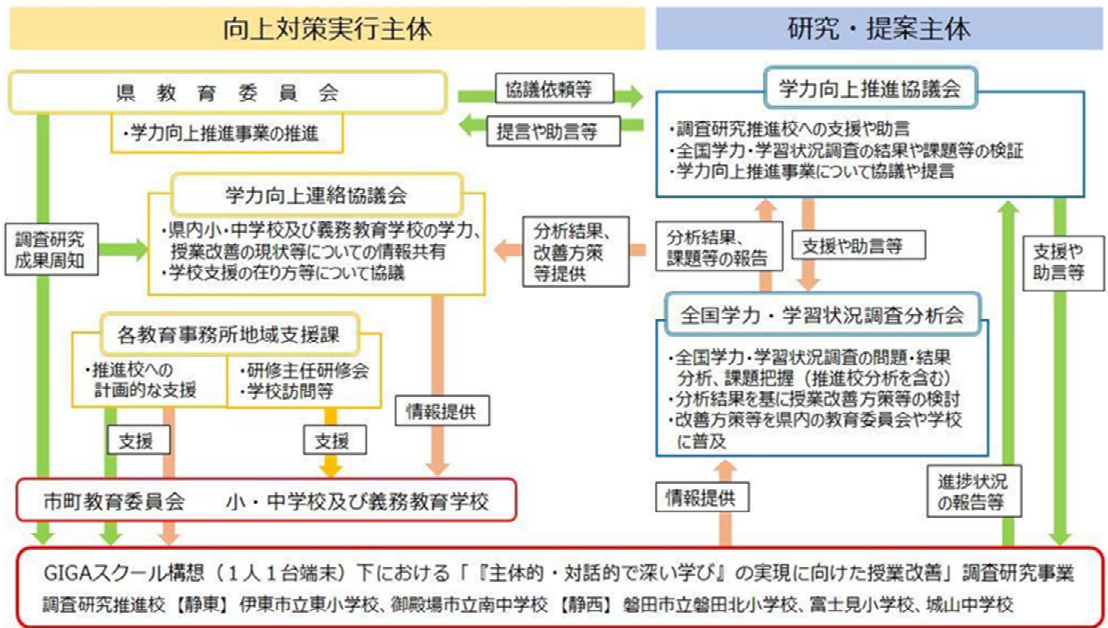 向上対策実行主体
研究・提案主体
県教育委員会
・学力向上推進事業の推進
協議依頼等
提言や助言等
学力向上推進協議会
・調査研究推進校への支援や助言
・全国学力・学習状況調査の結果や課題等の検証
・学力向上推進事業について協議や提言
学力向上連絡協議会
・県内小・中学校及び義務教育学校の学力、
授業改善の現状等についての情報共有
・学校支援の在り方等について協議
調査研究
成果周知
分析結果、
改善方策
等提供
分析結果、
課題等の報告
支援や助言等
支援や
助言等
各教育事務所地域支援課
・推進校への
計画的な支援
・研修主任研修会
・学校訪問等
全国学力・学習状況調査分析会
・全国学力・学習状況調査の問題・結果
分析、課題把握（推進校分析を含む）
・分析結果を基に授業改善方策等の検討
・改善方策等を県内の教育委員会や学校
に普及
支援
支援
情報提供
情報提供
進捗状況
の報告等
市町教育委員会　小・中学校及び義務教育学校
GIGAスクール構想（１人１台端末）下における「『主体的・対話的で深い学び』の実現に向けた授業改善」調査研究事業
調査研究推進校【静東】伊東市立東小学校、御殿場市立南中学校【静西】磐田市立磐田北小学校、富士見小学校、城山中学校